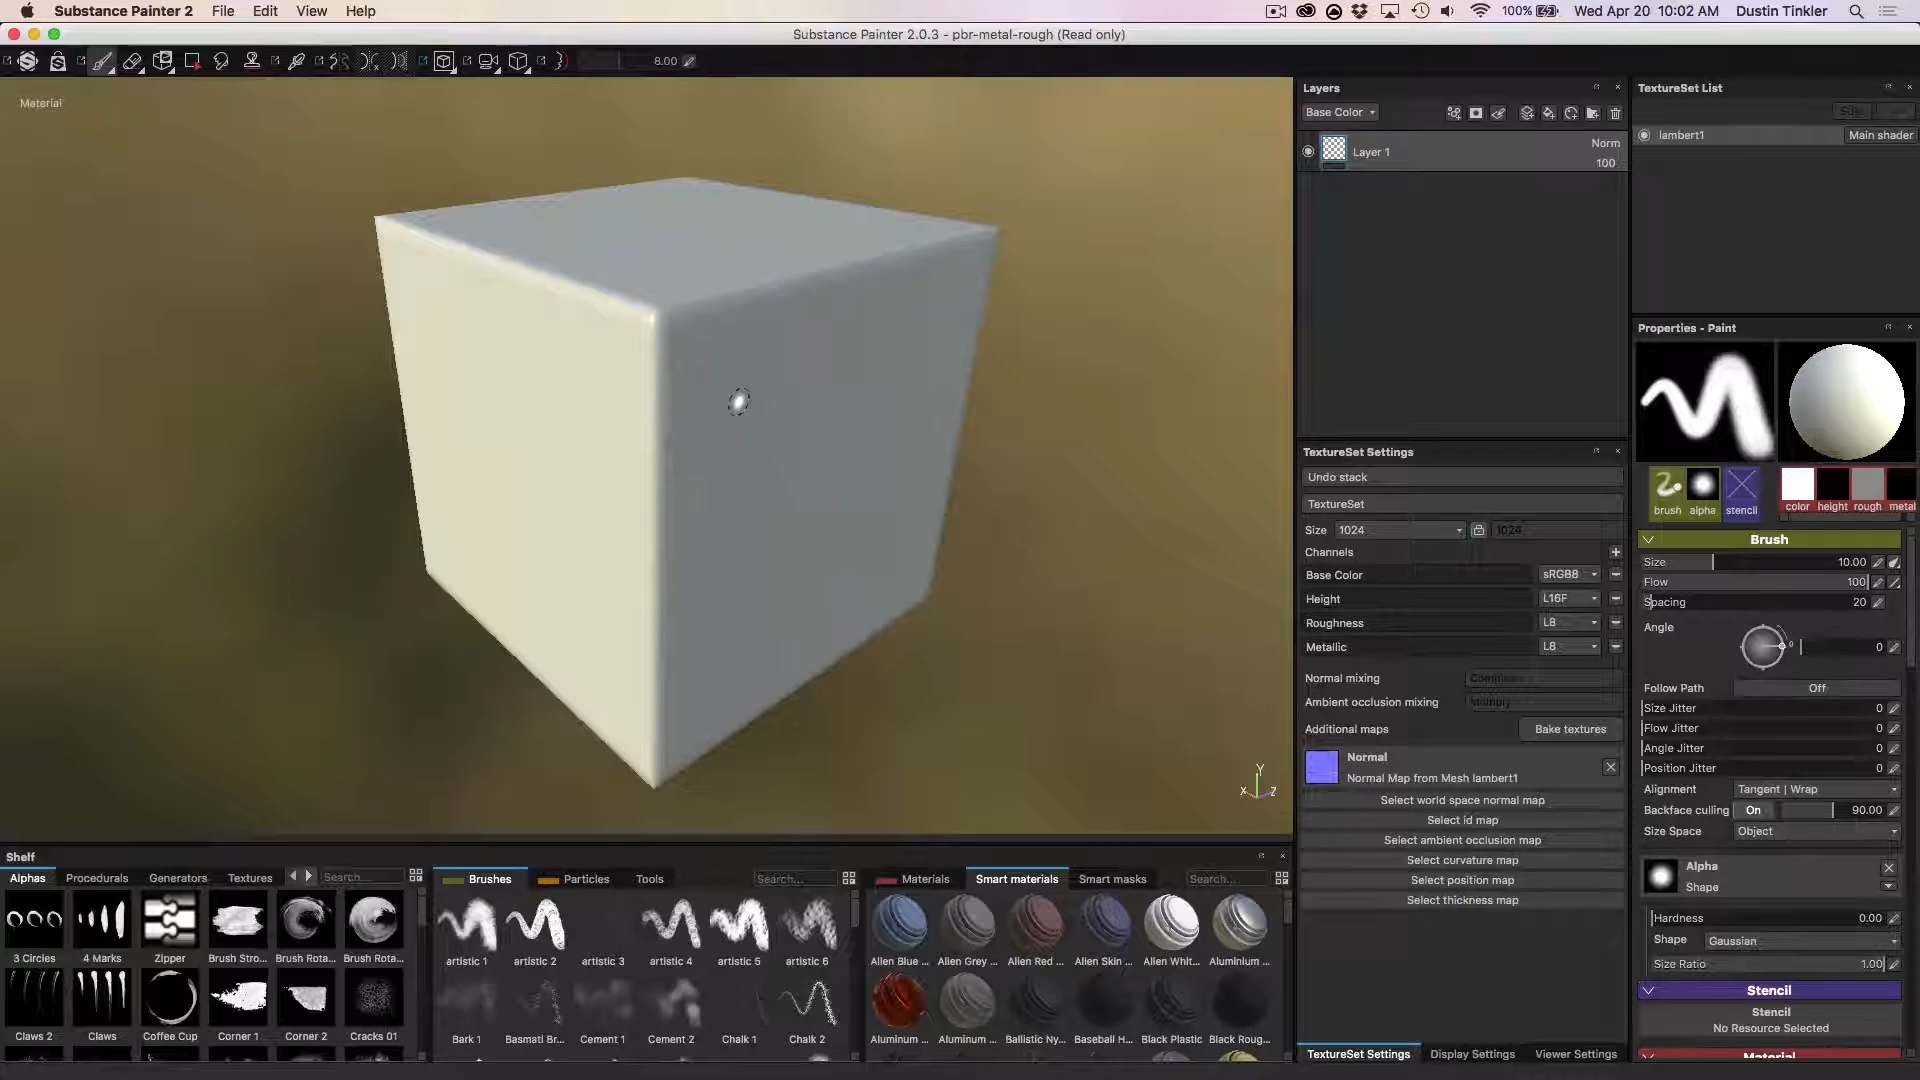 Substance Painter 2 File Edit View Help 100% Wed Apr 20 10:02 AM Dustin Tinkler
Substance Painter 2.0.3 - pbr-metal-rough (Read only)
8.00
Material
Layers
Base Color
Layer 1
Norm
100
TextureSet List
lambert1 Main shader
TextureSet Settings
Undo stack
TextureSet
Size 1024 1024
Channels
Base Color sRGB8
Height L16F
Roughness L8
Metallic L8
Normal mixing Combine
Ambient occlusion mixing Multiply
Additional maps Bake textures
Normal
Normal Map from Mesh lambert1
Select world space normal map
Select id map
Select ambient occlusion map
Select curvature map
Select position map
Select thickness map
TextureSet Settings Display Settings Viewer Settings
Properties - Paint
brush alpha stencil color height rough metal
Brush
Size 10.00
Flow 100
Spacing 20
Angle 0 0
Follow Path Off
Size Jitter 0
Flow Jitter 0
Angle Jitter 0
Position Jitter 0
Alignment Tangent | Wrap
Backface culling On 90.00
Size Space Object
Alpha
Shape
Hardness 0.00
Shape Gaussian
Size Ratio 1.00
Stencil
Stencil
No Resource Selected
Material
Y
X Z
Shelf
Alphas Procedurals Generators Textures Search...
3 Circles 4 Marks Zipper Brush Stro... Brush Rota... Brush Rota...
Claws 2 Claws Coffee Cup Corner 1 Corner 2 Cracks 01
Brushes Particles Tools Search...
artistic 1 artistic 2 artistic 3 artistic 4 artistic 5 artistic 6
Bark 1 Basmati Br... Cement 1 Cement 2 Chalk 1 Chalk 2
Materials Smart materials Smart masks Search...
Alien Blue ... Alien Grey ... Alien Red ... Alien Skin ... Alien Whit... Aluminium ...
Aluminum ... Aluminum ... Ballistic Ny... Baseball H... Black Plastic Black Roug...